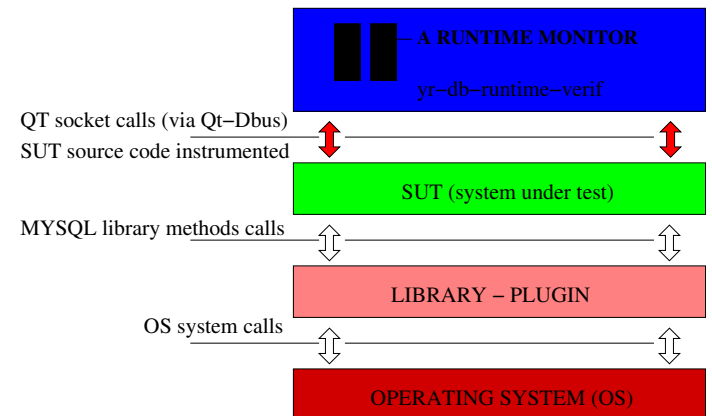 A RUNTIME MONITOR
yr−db−runtime−verif
QT socket calls (via Qt−Dbus)
SUT source code instrumented
SUT (system under test)
MYSQL library methods calls
LIBRARY − PLUGIN
OS system calls
OPERATING SYSTEM (OS)